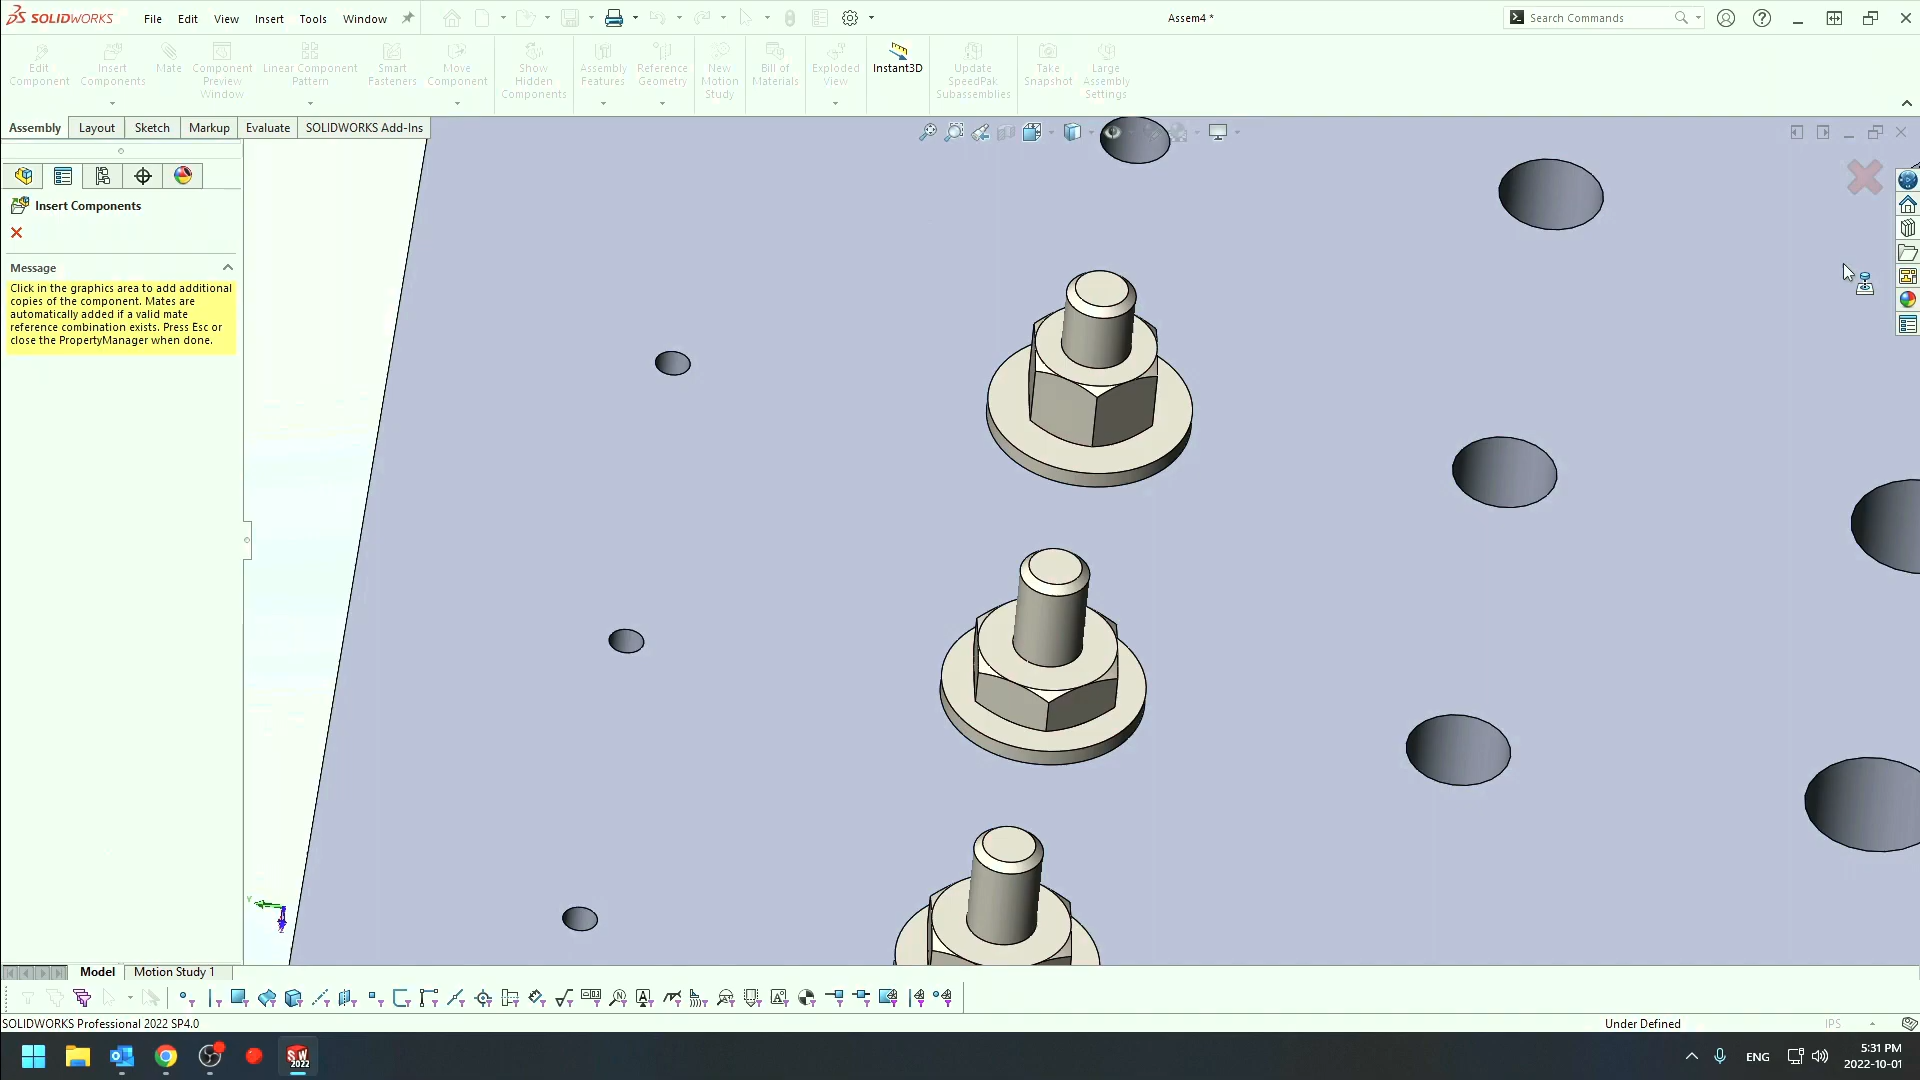 SOLIDWORKS File Edit View Insert Tools Window Assem4 * Search Commands
Edit Component
Insert Components
Mate
Component Preview Window
Linear Component Pattern
Smart Fasteners
Move Component
Show Hidden Components
Assembly Features
Reference Geometry
New Motion Study
Bill of Materials
Exploded View
Instant3D
Update SpeedPak Subassemblies
Take Snapshot
Large Assembly Settings
Assembly Layout Sketch Markup Evaluate SOLIDWORKS Add-Ins
Insert Components
Message
Click in the graphics area to add additional
copies of the component. Mates are
automatically added if a valid mate
reference combination exists. Press Esc or
close the PropertyManager when done.
Y
Z
Model Motion Study 1
SOLIDWORKS Professional 2022 SP4.0 Under Defined IPS
SW 2022
ENG
5:31 PM
2022-10-01